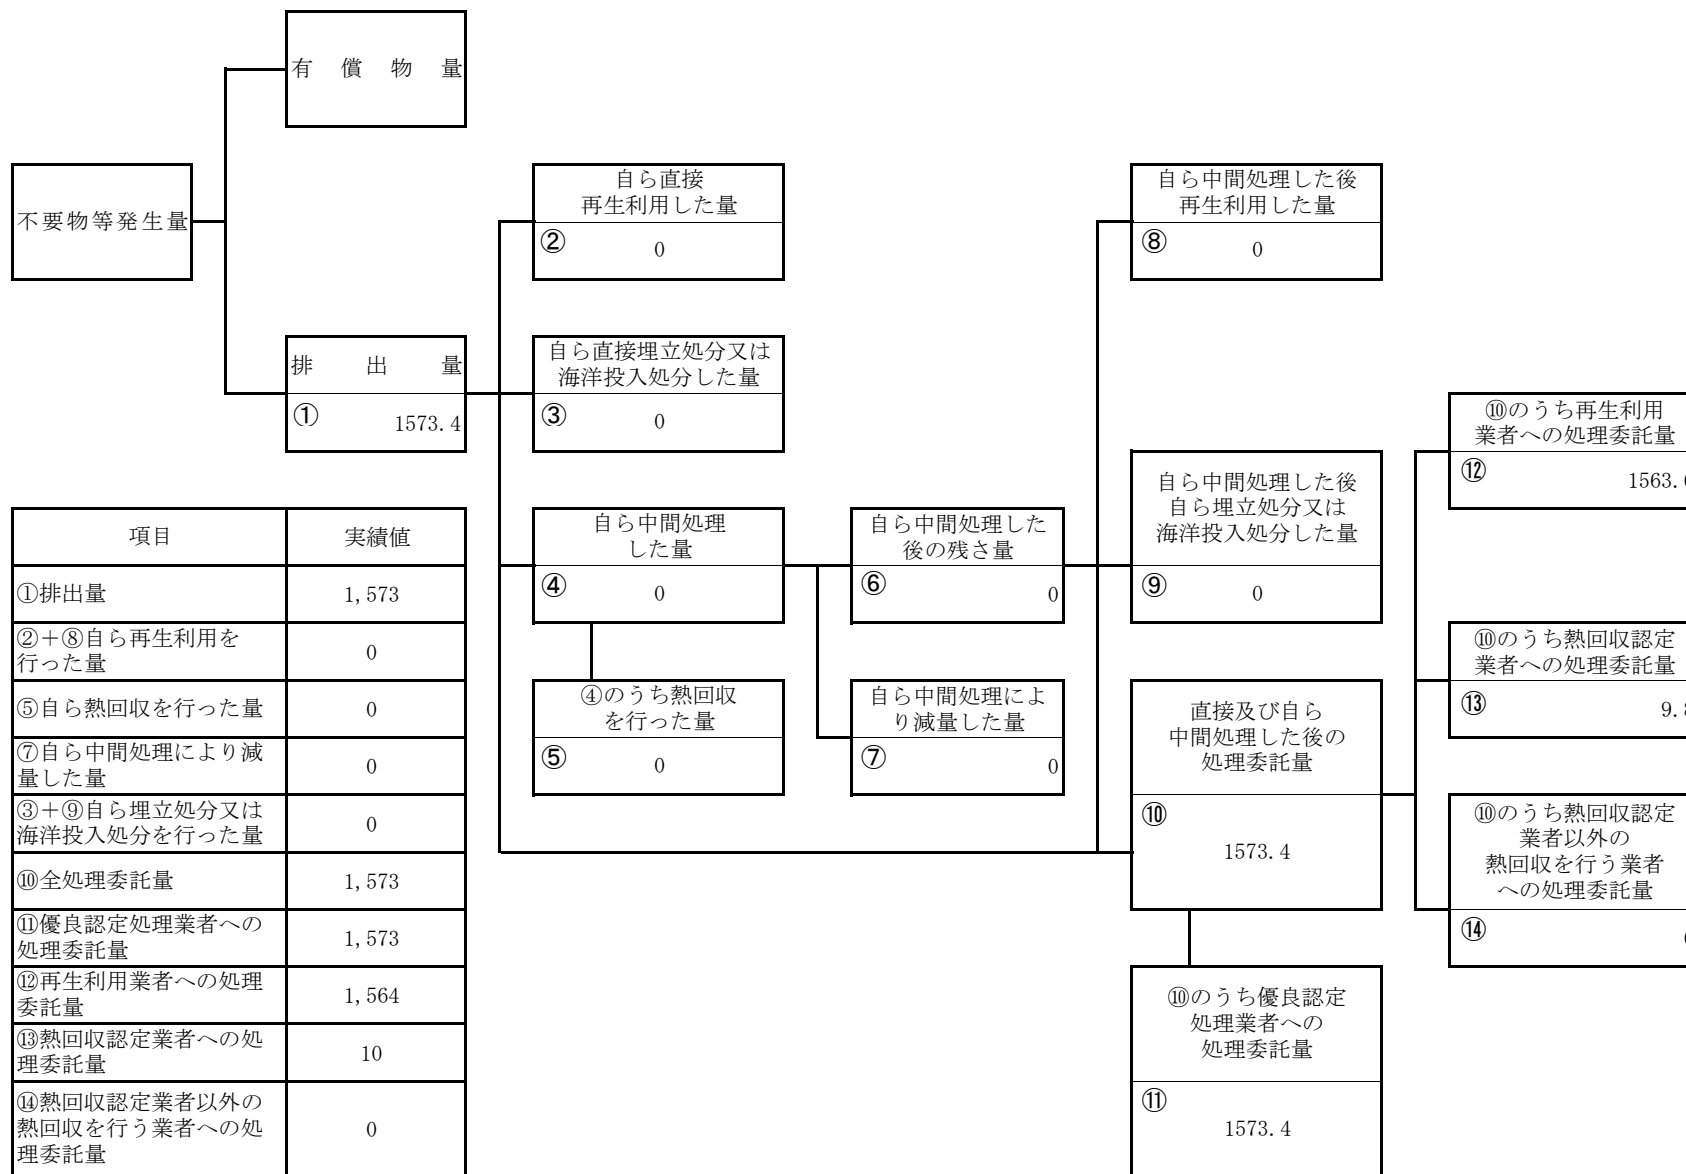 有償物量
不要物等発生量
排出量
① 1573.4
自ら直接
再生利用した量
② 0
自ら直接埋立処分又は
海洋投入処分した量
③ 0
自ら中間処理
した量
④ 0
④のうち熱回収
を行った量
⑤ 0
自ら中間処理した
後の残さ量
⑥ 0
自ら中間処理によ
り減量した量
⑦ 0
自ら中間処理した後
再生利用した量
⑧ 0
自ら中間処理した後
自ら埋立処分又は
海洋投入処分した量
⑨ 0
直接及び自ら
中間処理した後の
処理委託量
⑩
1573.4
⑩のうち優良認定
処理業者への
処理委託量
⑪
1573.4
⑩のうち再生利用
業者への処理委託量
⑫ 1563.
⑩のうち熱回収認定
業者への処理委託量
⑬ 9.8
⑩のうち熱回収認定
業者以外の
熱回収を行う業者
への処理委託量
⑭
項目 実績値
①排出量 1,573
②+⑧自ら再生利用を
行った量 0
⑤自ら熱回収を行った量 0
⑦自ら中間処理により減
量した量 0
③+⑨自ら埋立処分又は
海洋投入処分を行った量 0
⑩全処理委託量 1,573
⑪優良認定処理業者への
処理委託量 1,573
⑫再生利用業者への処理
委託量 1,564
⑬熱回収認定業者への処
理委託量 10
⑭熱回収認定業者以外の
熱回収を行う業者への処
理委託量 0